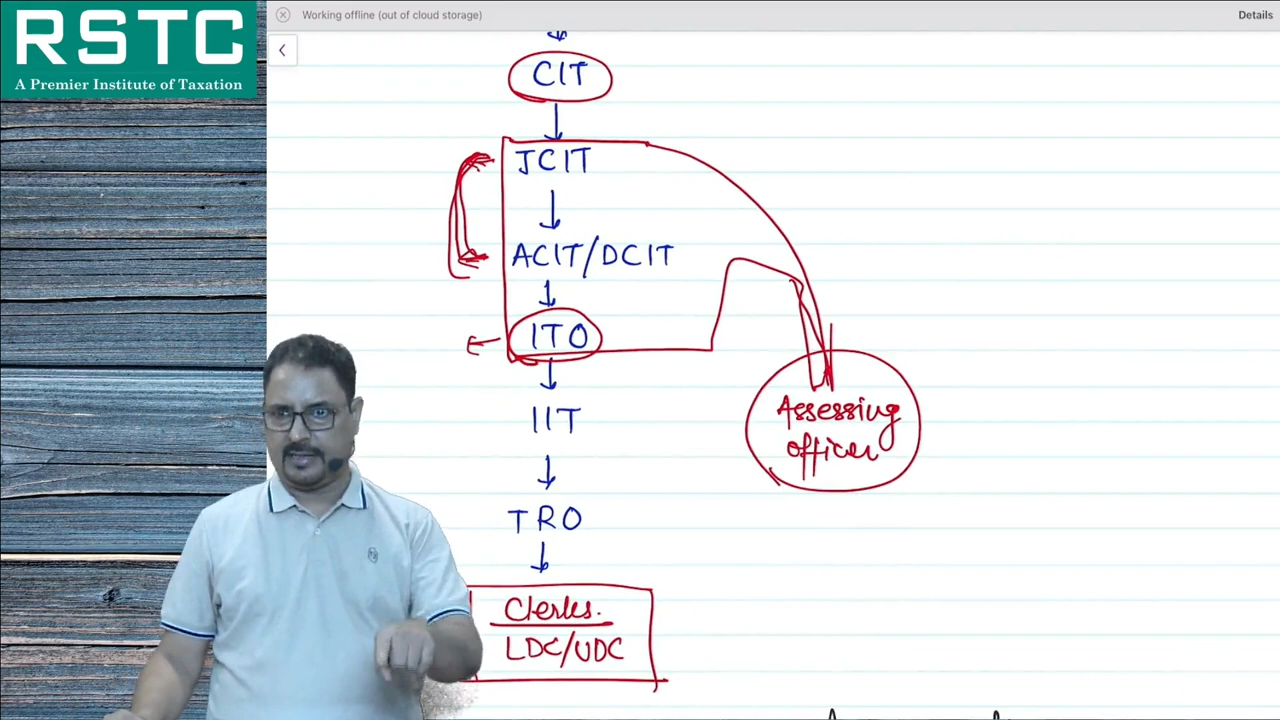 Working offline (out of cloud storage)
Details
RSTC
A Premier Institute of Taxation
CIT
JCIT
ACIT/DCIT
ITO
IIT
Assessing
officer
TRO
Clerks.
LDC/UDC